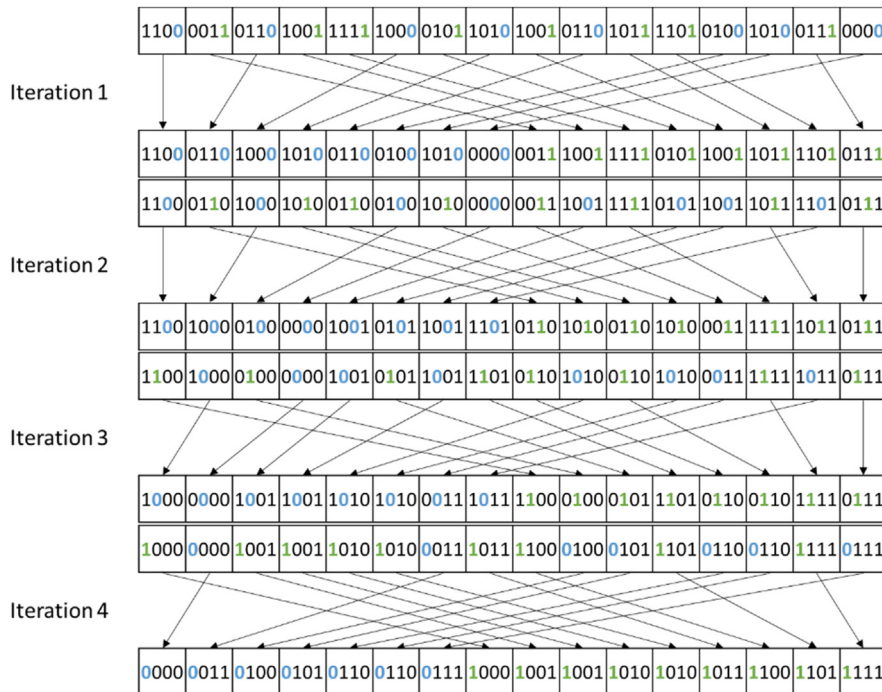 1100 0011 0110 1001 1111 1000 0101 1010 1001 0110 1011 1101 0100 1010 0111 0000
Iteration 1
1100 0110 1000 1010 0110 0100 1010 0000 0011 1001 1111 0101 1001 1011 1101 0111
1100 0110 1000 1010 0110 0100 1010 0000 0011 1001 1111 0101 1001 1011 1101 0111
Iteration 2
1100 1000 0100 0000 1001 0101 1001 1101 0110 1010 0110 1010 0011 1111 1011 0111
1100 1000 0100 0000 1001 0101 1001 1101 0110 1010 0110 1010 0011 1111 1011 0111
Iteration 3
1000 0000 1001 1001 1010 1010 0011 1011 1100 0100 0101 1101 0110 0110 1111 0111
1000 0000 1001 1001 1010 1010 0011 1011 1100 0100 0101 1101 0110 0110 1111 0111
Iteration 4
0000 0011 0100 0101 0110 0110 0111 1000 1001 1001 1010 1010 1011 1100 1101 1111